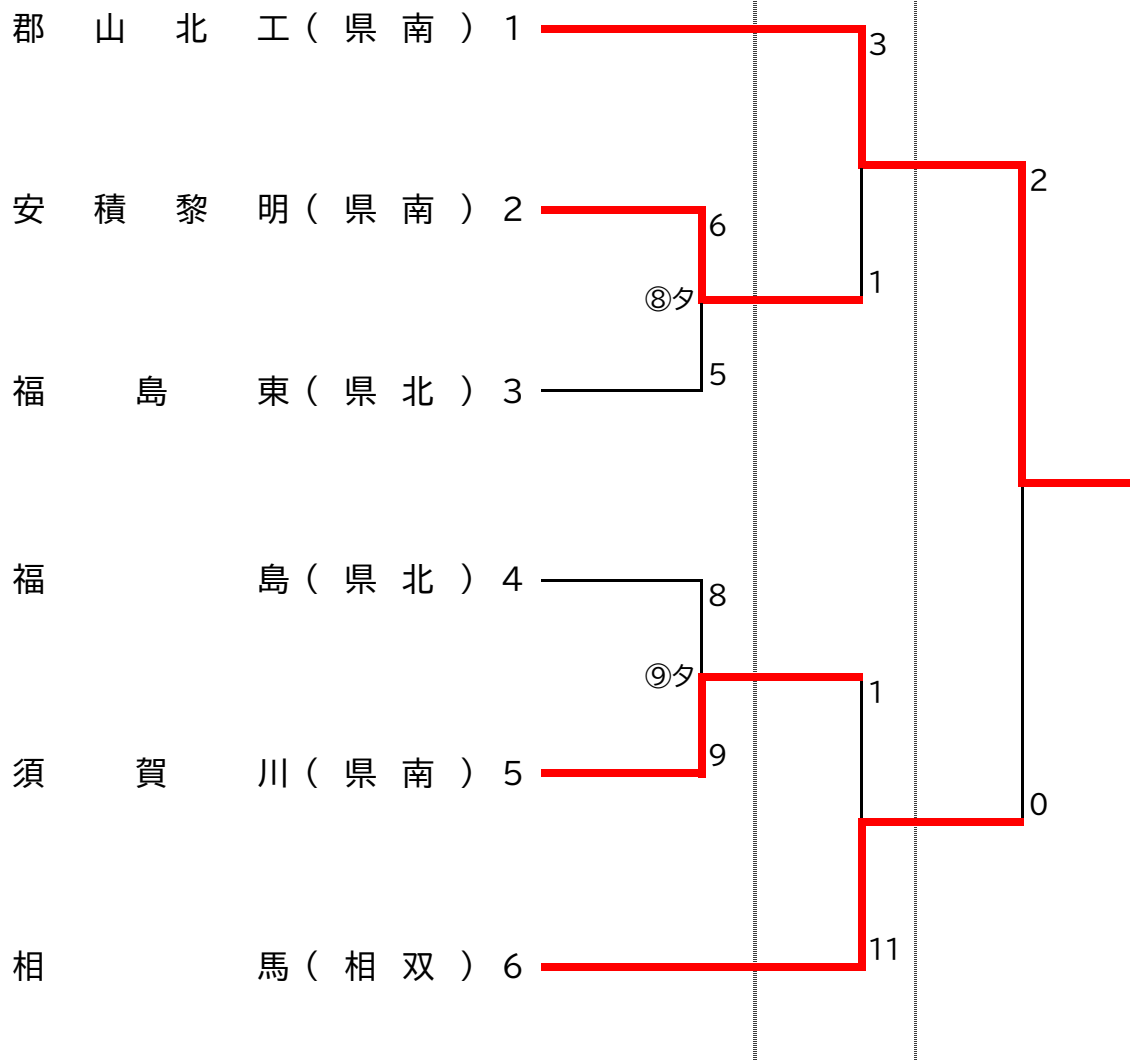 郡山北工(県南)1
3
2
安積黎明(県南)2
6
⑧タ
1
5
福島東(県北)3
福島(県北)4
8
⑨タ
1
9
須賀川(県南)5
0
11
相馬(相双)6